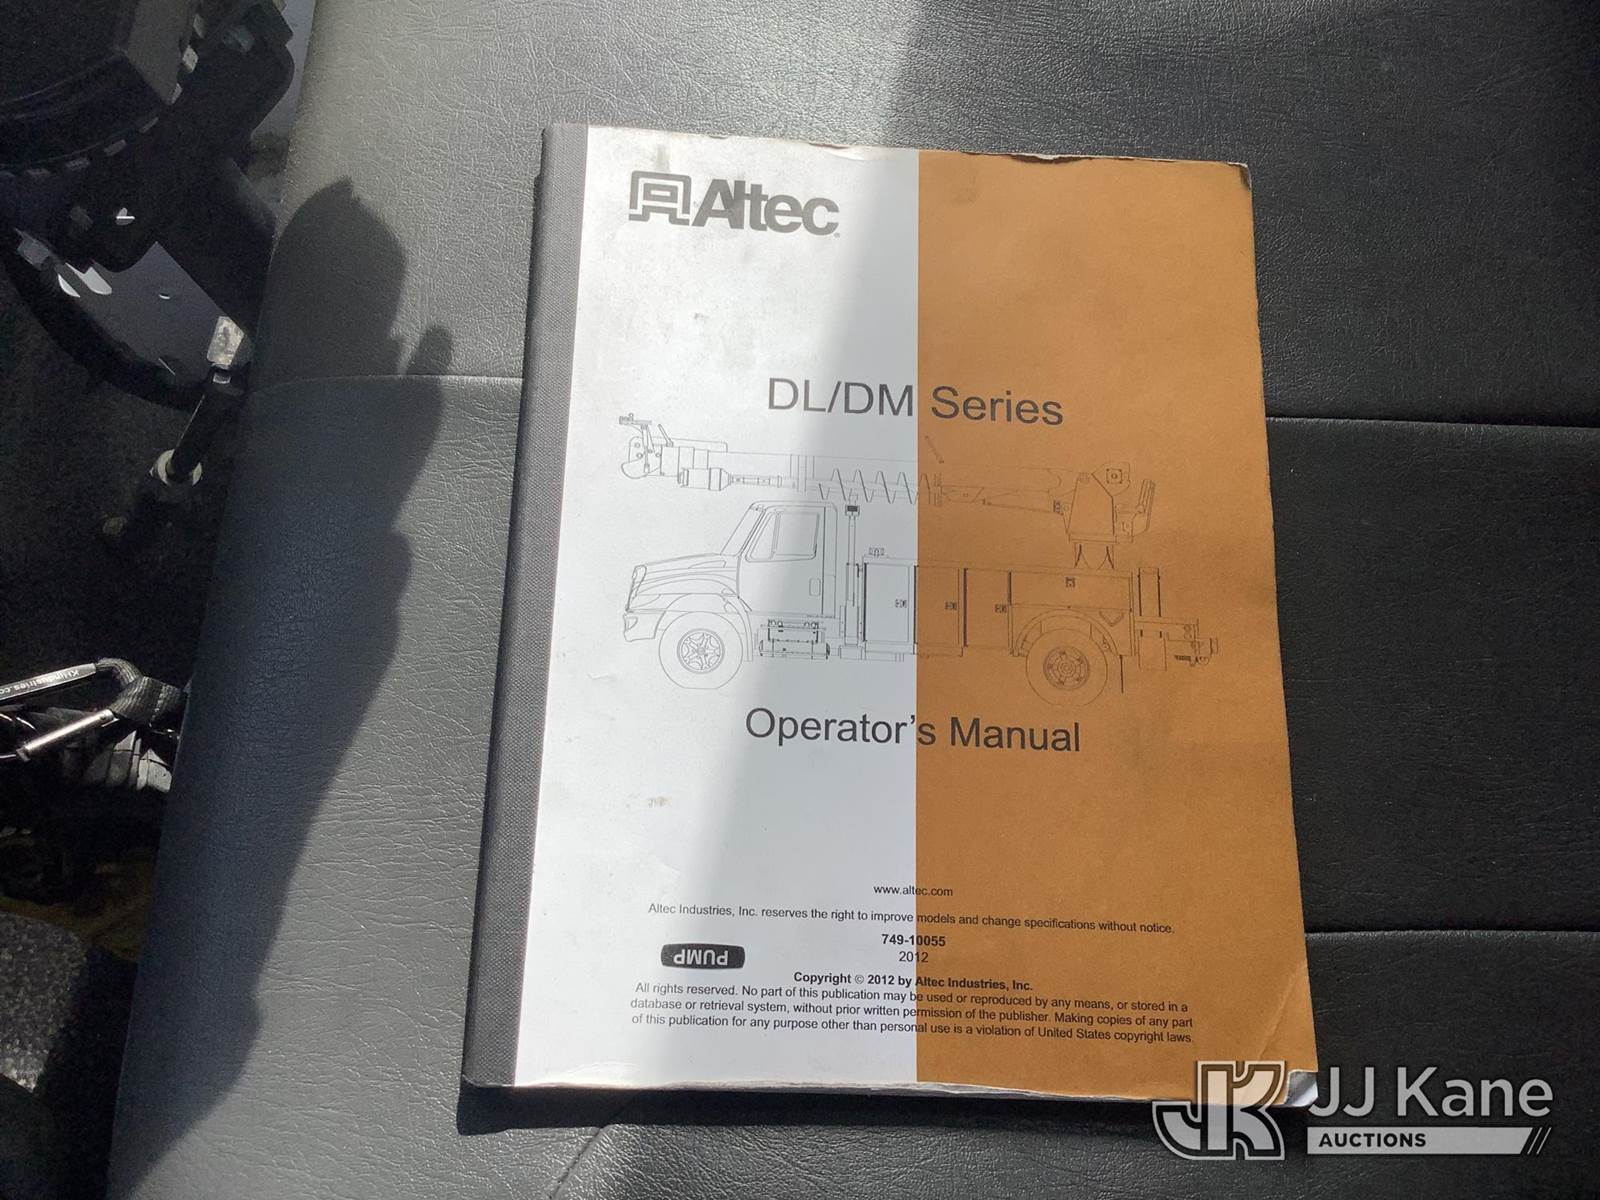 Altec
DL/DM Series
Operator's Manual
www.altec.com
Altec Industries, Inc. reserves the right to improve models and change specifications without notice.
749-10055
2012
PUMP
Copyright © 2012 by Altec Industries, Inc.
All rights reserved. No part of this publication may be used or reproduced by any means, or stored in a
database or retrieval system, without prior written permission of the publisher. Making copies of any part
of this publication for any purpose other than personal use is a violation of United States copyright laws.
KHIndustries.co
JK JJ Kane
AUCTIONS